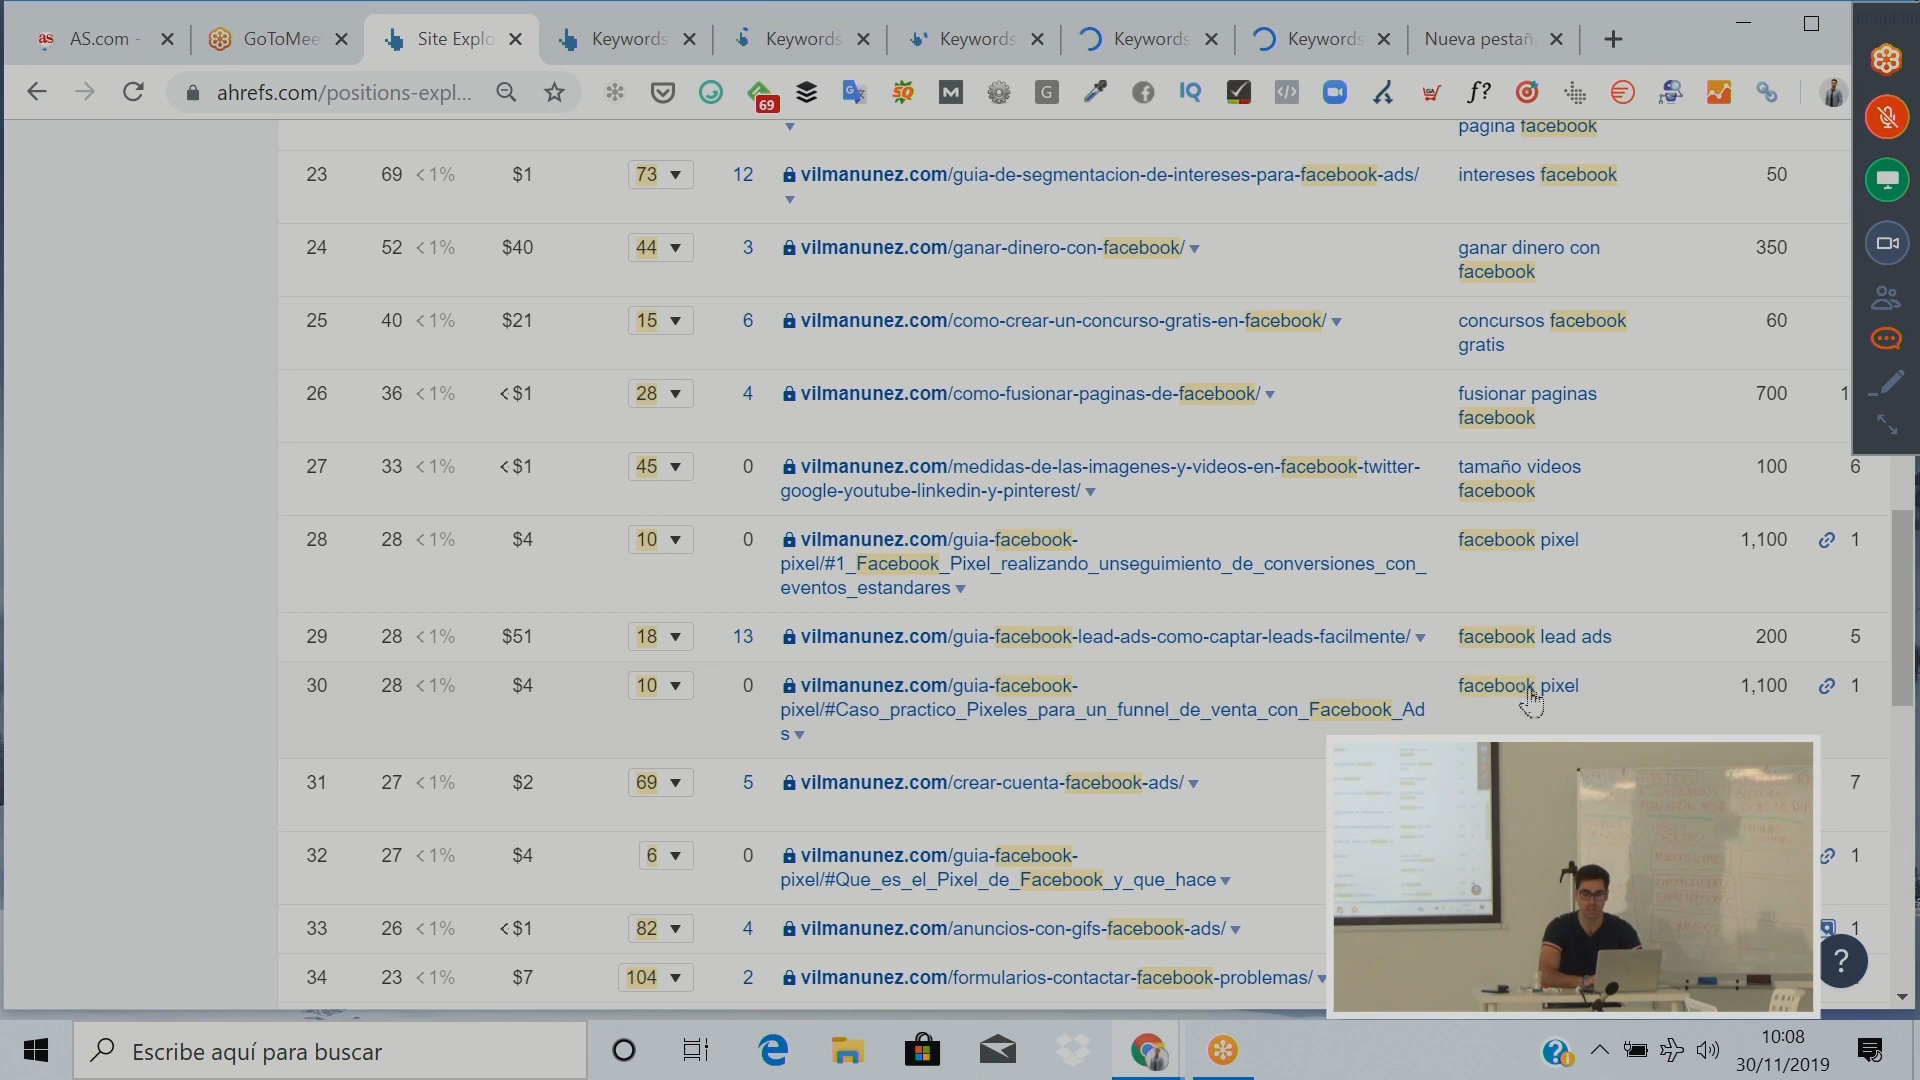 AS.com -
GoToMee
Site Explo
Keywords
Keywords
Keywords
Keywords
Keywords
Nueva pestañ
ahrefs.com/positions-expl...
69
pagina facebook
23 69 <1% $1 73 12 vilmanunez.com/guia-de-segmentacion-de-intereses-para-facebook-ads/ intereses facebook 50
24 52 <1% $40 44 3 vilmanunez.com/ganar-dinero-con-facebook/ ganar dinero con 350
facebook
25 40 <1% $21 15 6 vilmanunez.com/como-crear-un-concurso-gratis-en-facebook/ concursos facebook 60
gratis
26 36 <1% <$1 28 4 vilmanunez.com/como-fusionar-paginas-de-facebook/ fusionar paginas 700 1
facebook
27 33 <1% <$1 45 0 vilmanunez.com/medidas-de-las-imagenes-y-videos-en-facebook-twitter- tamaño videos 100 6
google-youtube-linkedin-y-pinterest/ facebook
28 28 <1% $4 10 0 vilmanunez.com/guia-facebook- facebook pixel 1,100 1
pixel/#1_Facebook_Pixel_realizando_unseguimiento_de_conversiones_con_
eventos_estandares
29 28 <1% $51 18 13 vilmanunez.com/guia-facebook-lead-ads-como-captar-leads-facilmente/ facebook lead ads 200 5
30 28 <1% $4 10 0 vilmanunez.com/guia-facebook- facebook pixel 1,100 1
pixel/#Caso_practico_Pixeles_para_un_funnel_de_venta_con_Facebook_Ad
s
31 27 <1% $2 69 5 vilmanunez.com/crear-cuenta-facebook-ads/ 7
32 27 <1% $4 6 0 vilmanunez.com/guia-facebook- 1
pixel/#Que_es_el_Pixel_de_Facebook_y_que_hace
33 26 <1% <$1 82 4 vilmanunez.com/anuncios-con-gifs-facebook-ads/ 1
34 23 <1% $7 104 2 vilmanunez.com/formularios-contactar-facebook-problemas/
?
Escribe aquí para buscar
10:08
30/11/2019